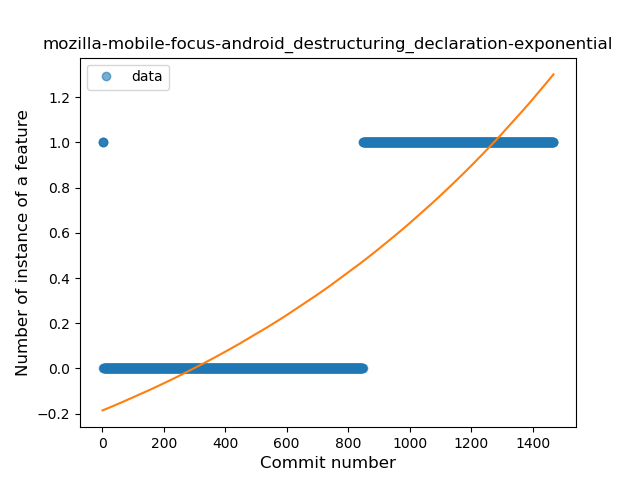 mozilla-mobile-focus-android_destructuring_declaration-exponential
data
Number of instance of a feature
1.2
1.0
0.8
0.6
0.4
0.2
0.0
−0.2
0 200 400 600 800 1000 1200 1400
Commit number